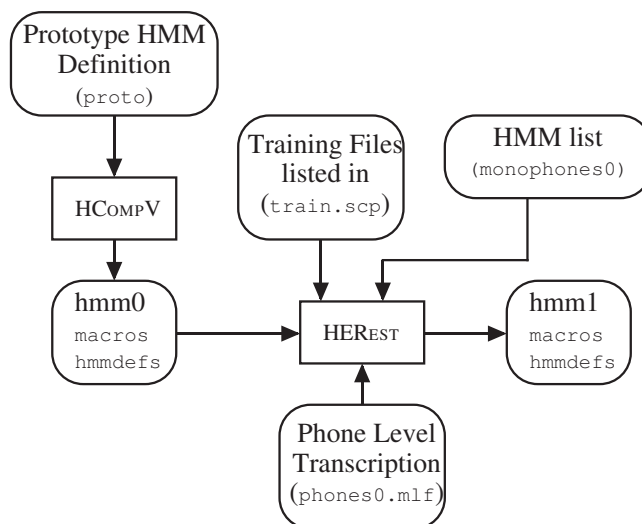 Prototype HMM
Definition
(proto)
Training Files
listed in
(train.scp)
HMM list
(monophones0)
HCompV
hmm0
macros
hmmdefs
HERest
hmm1
macros
hmmdefs
Phone Level
Transcription
(phones0.mlf)